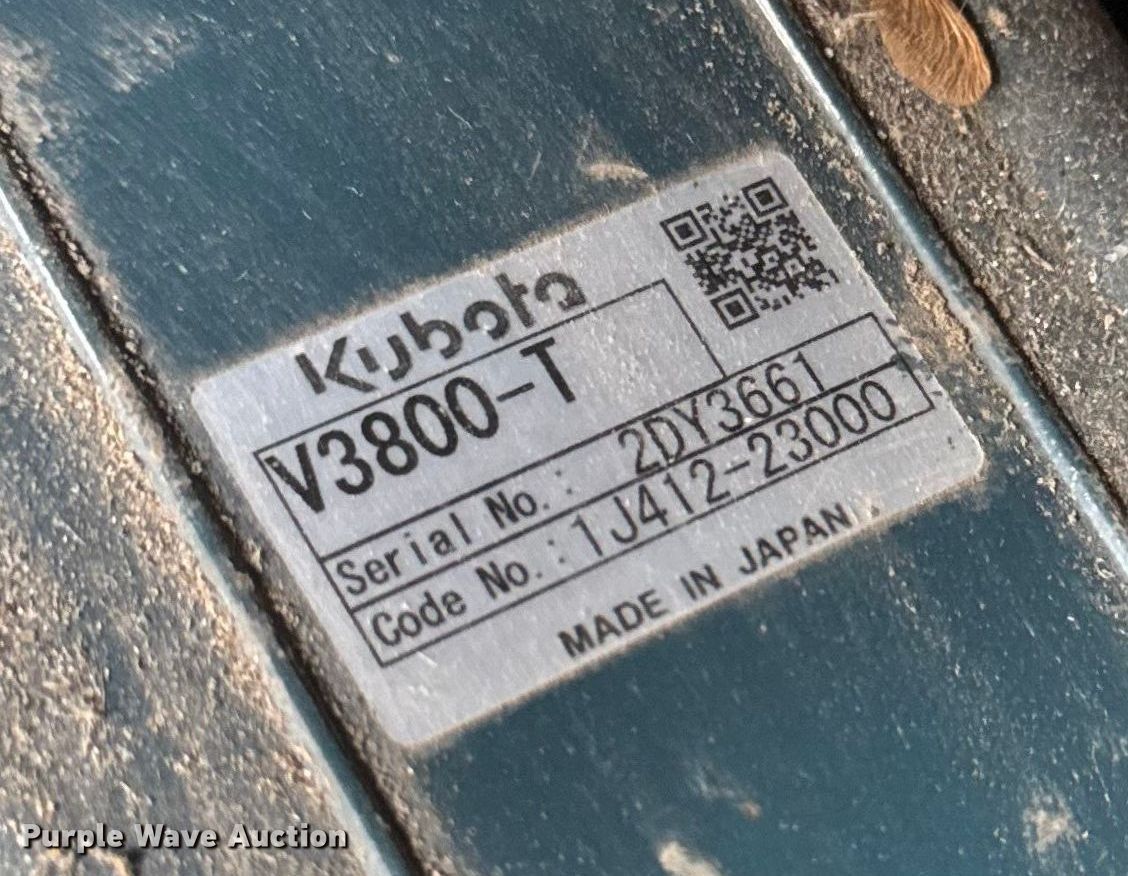 Kubota
V3800-T
Serial No.: 2DY3661
Code No.: 1J412-23000
MADE IN JAPAN
Purple Wave Auction